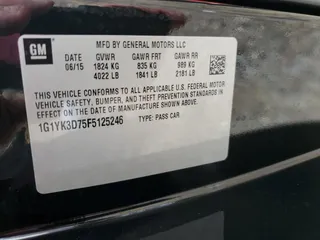 GM
MFD BY GENERAL MOTORS LLC
DATE GVWR GAWR FRT GAWR RR
06/15 1824 KG 835 KG 989 KG
4022 LB 1841 LB 2181 LB
THIS VEHICLE CONFORMS TO ALL APPLICABLE U.S. FEDERAL MOTOR
VEHICLE SAFETY, BUMPER, AND THEFT PREVENTION STANDARDS IN
EFFECT ON THE DATE OF MANUFACTURE SHOWN ABOVE.
1G1YK3D75F5125246 TYPE: PASS CAR